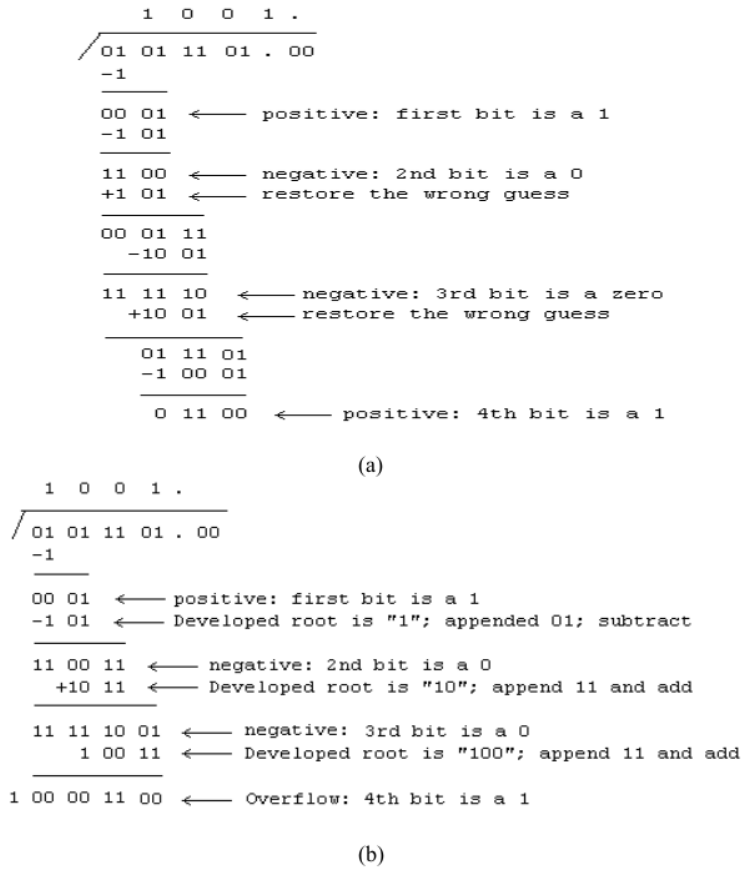 1 0 0 1 .
01 01 11 01 . 00
-1
00 01 ← positive: first bit is a 1
-1 01
11 00 ← negative: 2nd bit is a 0
+1 01 ← restore the wrong guess
00 01 11
-10 01
11 11 10 ← negative: 3rd bit is a zero
+10 01 ← restore the wrong guess
01 11 01
-1 00 01
0 11 00 ← positive: 4th bit is a 1
(a)
1 0 0 1 .
01 01 11 01 . 00
-1
00 01 ← positive: first bit is a 1
-1 01 ← Developed root is "1"; appended 01; subtract
11 00 11 ← negative: 2nd bit is a 0
+10 11 ← Developed root is "10"; append 11 and add
11 11 10 01 ← negative: 3rd bit is a 0
1 00 11 ← Developed root is "100"; append 11 and add
1 00 00 11 00 ← Overflow: 4th bit is a 1
(b)